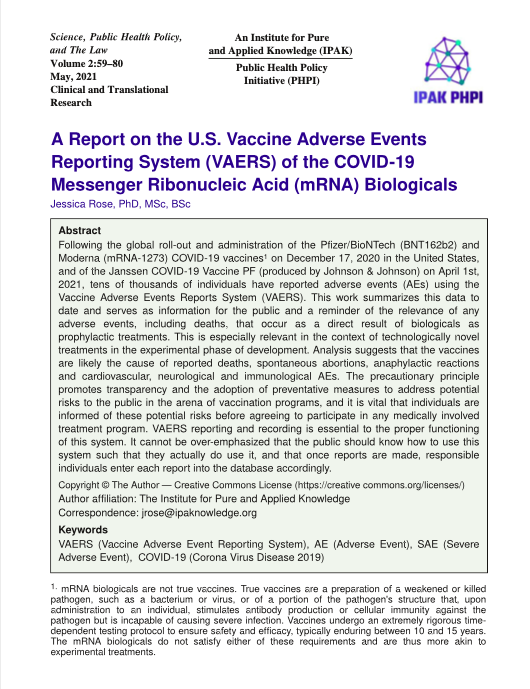 Science, Public Health Policy,
and The Law
Volume 2:59–80
May, 2021
Clinical and Translational
Research
An Institute for Pure
and Applied Knowledge (IPAK)
Public Health Policy
Initiative (PHPI)
IPAK PHPI
A Report on the U.S. Vaccine Adverse Events
Reporting System (VAERS) of the COVID-19
Messenger Ribonucleic Acid (mRNA) Biologicals
Jessica Rose, PhD, MSc, BSc
Abstract
Following the global roll-out and administration of the Pfizer/BioNTech (BNT162b2) and
Moderna (mRNA-1273) COVID-19 vaccines¹ on December 17, 2020 in the United States,
and of the Janssen COVID-19 Vaccine PF (produced by Johnson & Johnson) on April 1st,
2021, tens of thousands of individuals have reported adverse events (AEs) using the
Vaccine Adverse Events Reports System (VAERS). This work summarizes this data to
date and serves as information for the public and a reminder of the relevance of any
adverse events, including deaths, that occur as a direct result of biologicals as
prophylactic treatments. This is especially relevant in the context of technologically novel
treatments in the experimental phase of development. Analysis suggests that the vaccines
are likely the cause of reported deaths, spontaneous abortions, anaphylactic reactions
and cardiovascular, neurological and immunological AEs. The precautionary principle
promotes transparency and the adoption of preventative measures to address potential
risks to the public in the arena of vaccination programs, and it is vital that individuals are
informed of these potential risks before agreeing to participate in any medically involved
treatment program. VAERS reporting and recording is essential to the proper functioning
of this system. It cannot be over-emphasized that the public should know how to use this
system such that they actually do use it, and that once reports are made, responsible
individuals enter each report into the database accordingly.
Copyright © The Author — Creative Commons License (https://creative commons.org/licenses/)
Author affiliation: The Institute for Pure and Applied Knowledge
Correspondence: jrose@ipaknowledge.org
Keywords
VAERS (Vaccine Adverse Event Reporting System), AE (Adverse Event), SAE (Severe
Adverse Event), COVID-19 (Corona Virus Disease 2019)
1. mRNA biologicals are not true vaccines. True vaccines are a preparation of a weakened or killed
pathogen, such as a bacterium or virus, or of a portion of the pathogen's structure that, upon
administration to an individual, stimulates antibody production or cellular immunity against the
pathogen but is incapable of causing severe infection. Vaccines undergo an extremely rigorous time-
dependent testing protocol to ensure safety and efficacy, typically enduring between 10 and 15 years.
The mRNA biologicals do not satisfy either of these requirements and are thus more akin to
experimental treatments.